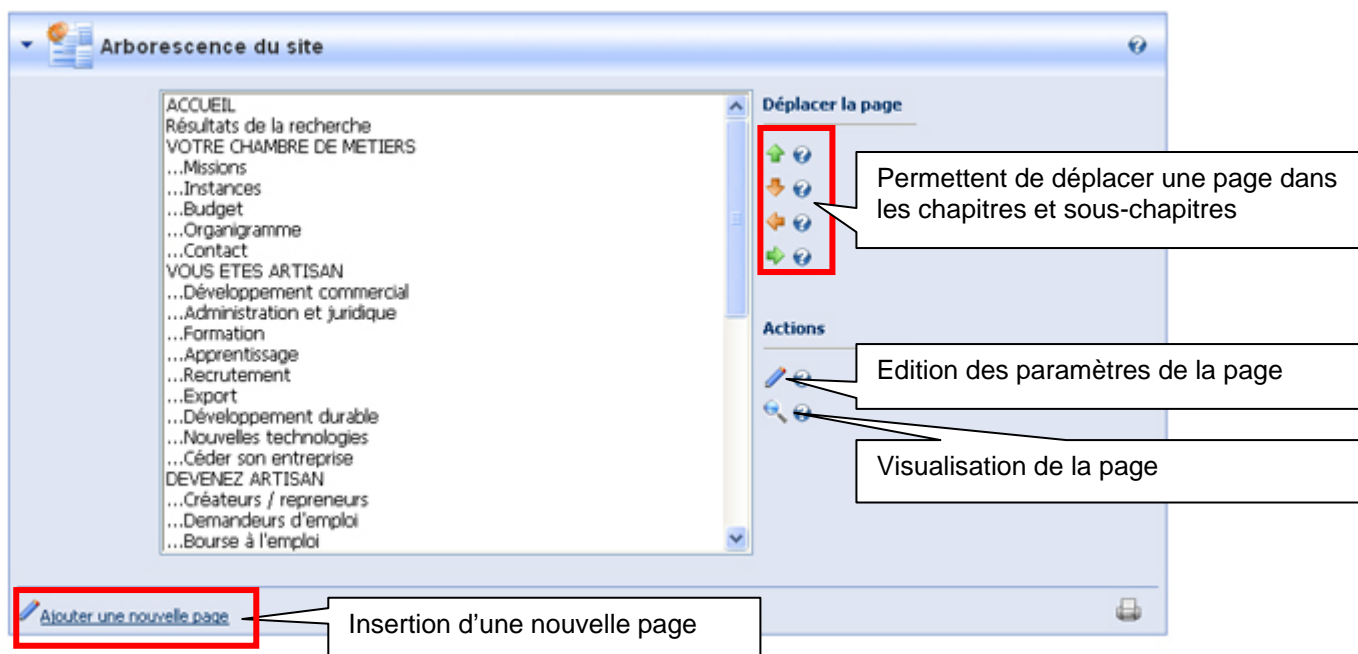 Arborescence du site
ACCUEIL
Résultats de la recherche
VOTRE CHAMBRE DE METIERS
...Missions
...Instances
...Budget
...Organigramme
...Contact
VOUS ETES ARTISAN
...Développement commercial
...Administration et juridique
...Formation
...Apprentissage
...Recrutement
...Export
...Développement durable
...Nouvelles technologies
...Céder son entreprise
DEVENEZ ARTISAN
...Créateurs / repreneurs
...Demandeurs d'emploi
...Bourse à l'emploi
Déplacer la page
Permettent de déplacer une page dans
les chapitres et sous-chapitres
Actions
Edition des paramètres de la page
Visualisation de la page
Ajouter une nouvelle page
Insertion d’une nouvelle page